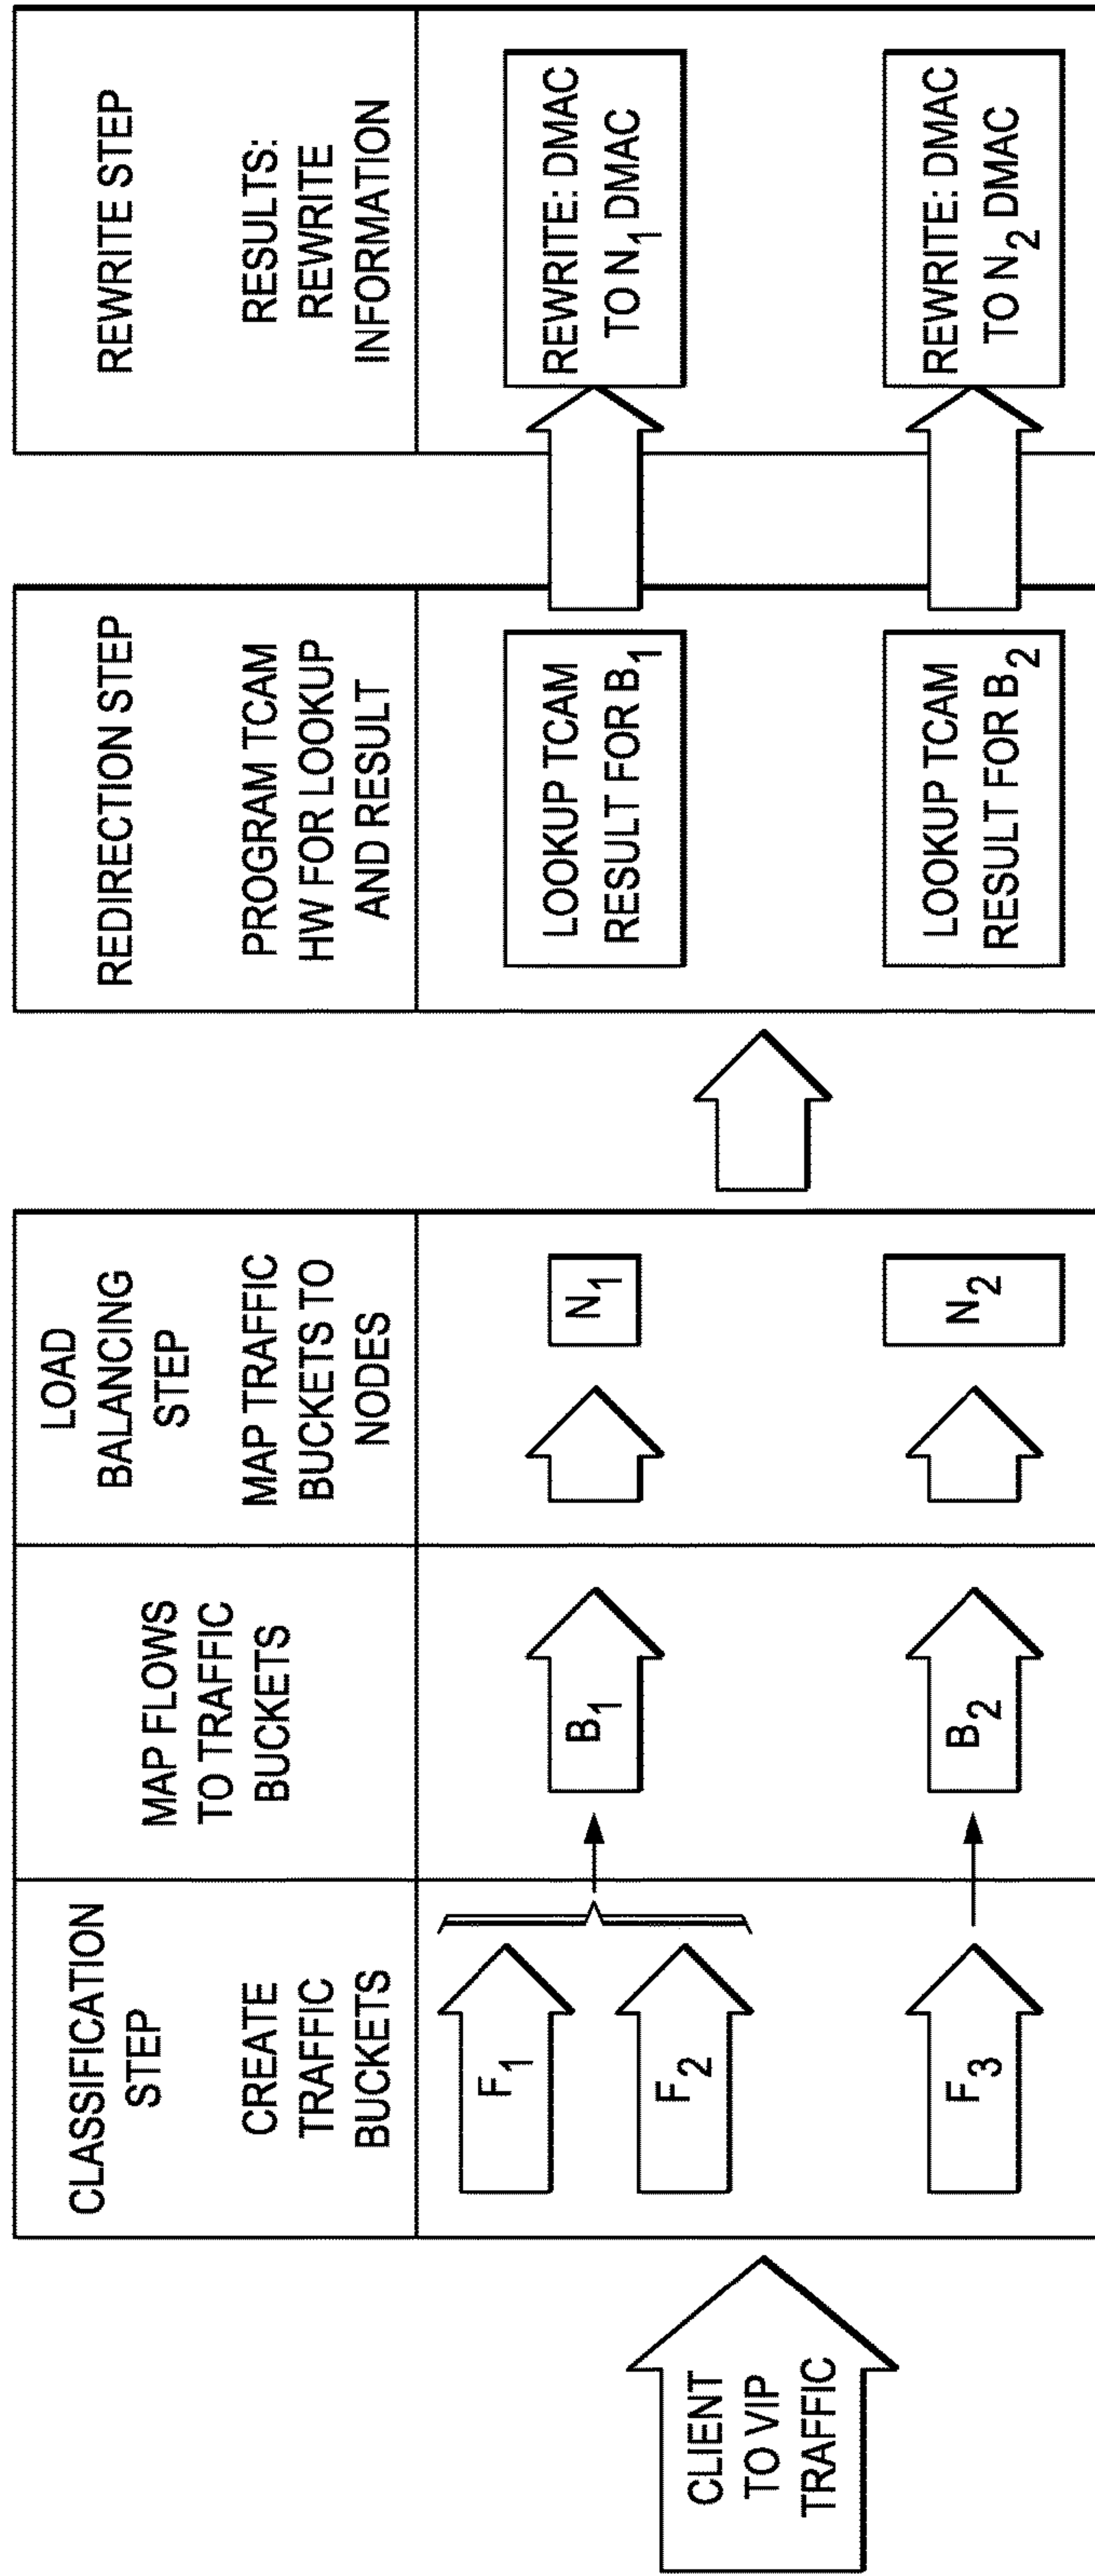 CLIENT
TO VIP
TRAFFIC
CLASSIFICATION
STEP
CREATE
TRAFFIC
BUCKETS
F1
F2
F3
MAP FLOWS
TO TRAFFIC
BUCKETS
B1
B2
LOAD
BALANCING
STEP
MAP TRAFFIC
BUCKETS TO
NODES
N1
N2
REDIRECTION STEP
PROGRAM TCAM
HW FOR LOOKUP
AND RESULT
LOOKUP TCAM
RESULT FOR B1
LOOKUP TCAM
RESULT FOR B2
REWRITE STEP
RESULTS:
REWRITE
INFORMATION
REWRITE: DMAC
TO N1 DMAC
REWRITE: DMAC
TO N2 DMAC